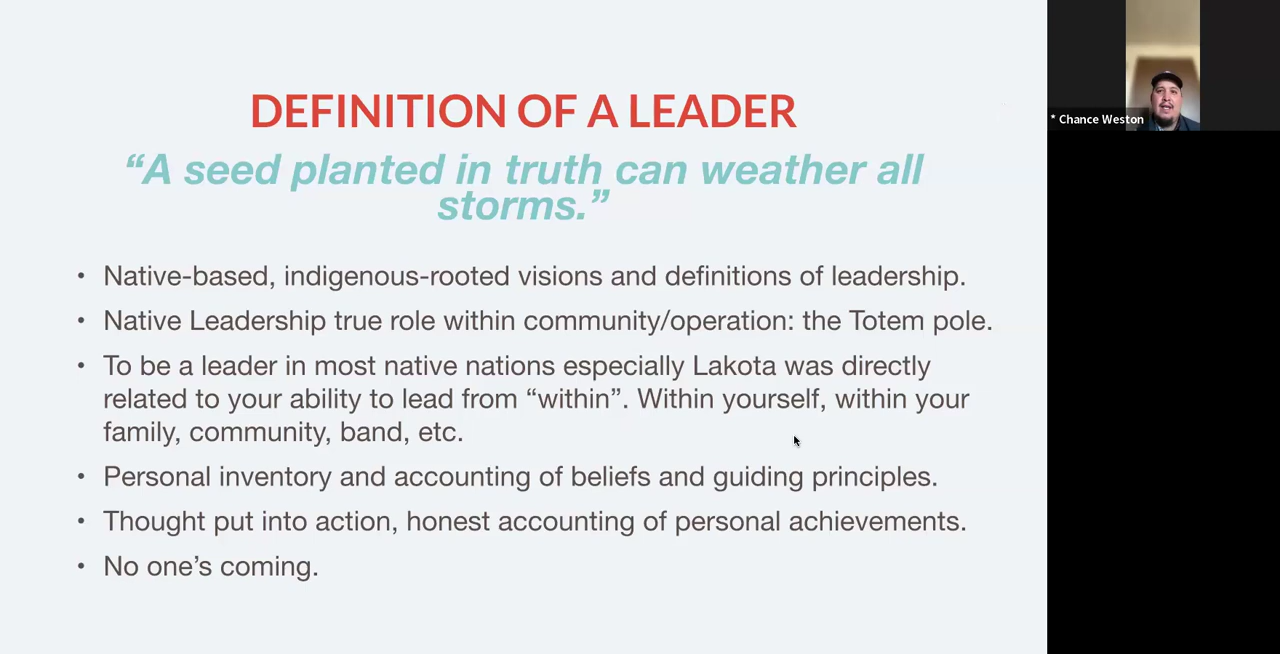 DEFINITION OF A LEADER
“A seed planted in truth can weather all
storms.”
• Native-based, indigenous-rooted visions and definitions of leadership.
• Native Leadership true role within community/operation: the Totem pole.
• To be a leader in most native nations especially Lakota was directly
related to your ability to lead from “within”. Within yourself, within your
family, community, band, etc.
• Personal inventory and accounting of beliefs and guiding principles.
• Thought put into action, honest accounting of personal achievements.
• No one’s coming.
* Chance Weston